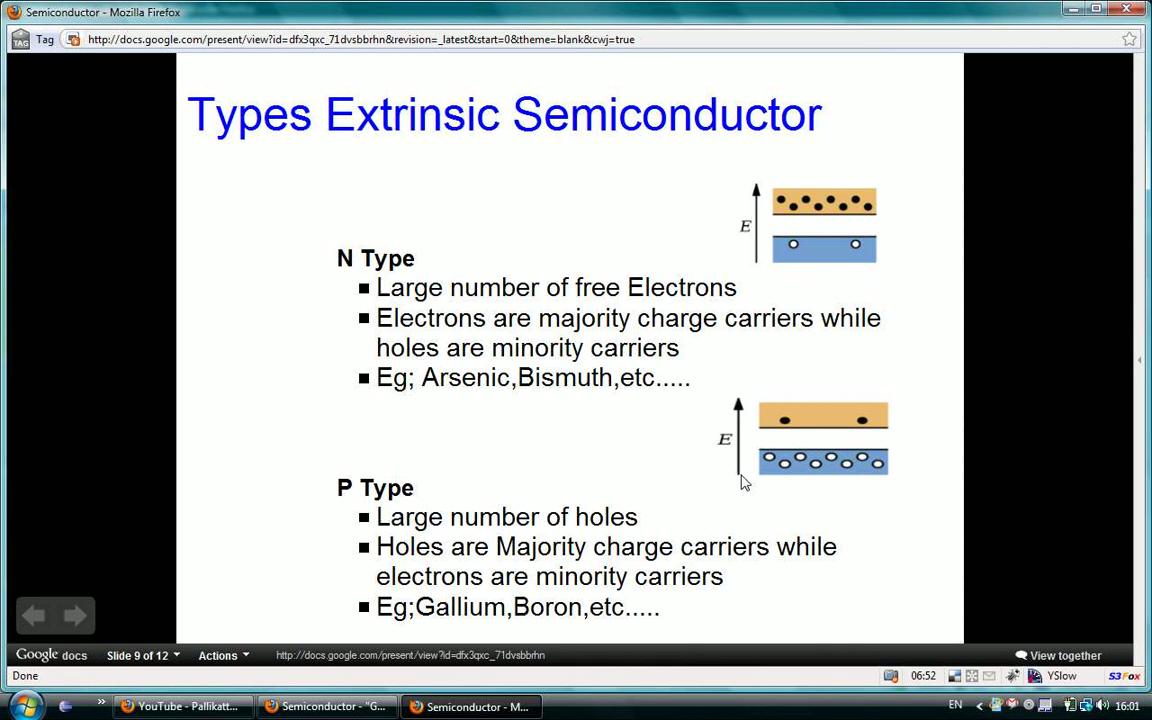 Semiconductor - Mozilla Firefox
TAG Tag http://docs.google.com/present/view?id=dfx3qxc_71dvsbbrhn&revision=_latest&start=0&theme=blank&cwj=true
Types Extrinsic Semiconductor
E
N Type
Large number of free Electrons
Electrons are majority charge carriers while
holes are minority carriers
Eg; Arsenic,Bismuth,etc.....
E
P Type
Large number of holes
Holes are Majority charge carriers while
electrons are minority carriers
Eg;Gallium,Boron,etc.....
Google docs Slide 9 of 12 Actions http://docs.google.com/present/view?id=dfx3qxc_71dvsbbrhn View together
Done 06:52 YSlow S3Fox
YouTube - Pallikatt... Semiconductor - "G... Semiconductor - M... EN 16:01